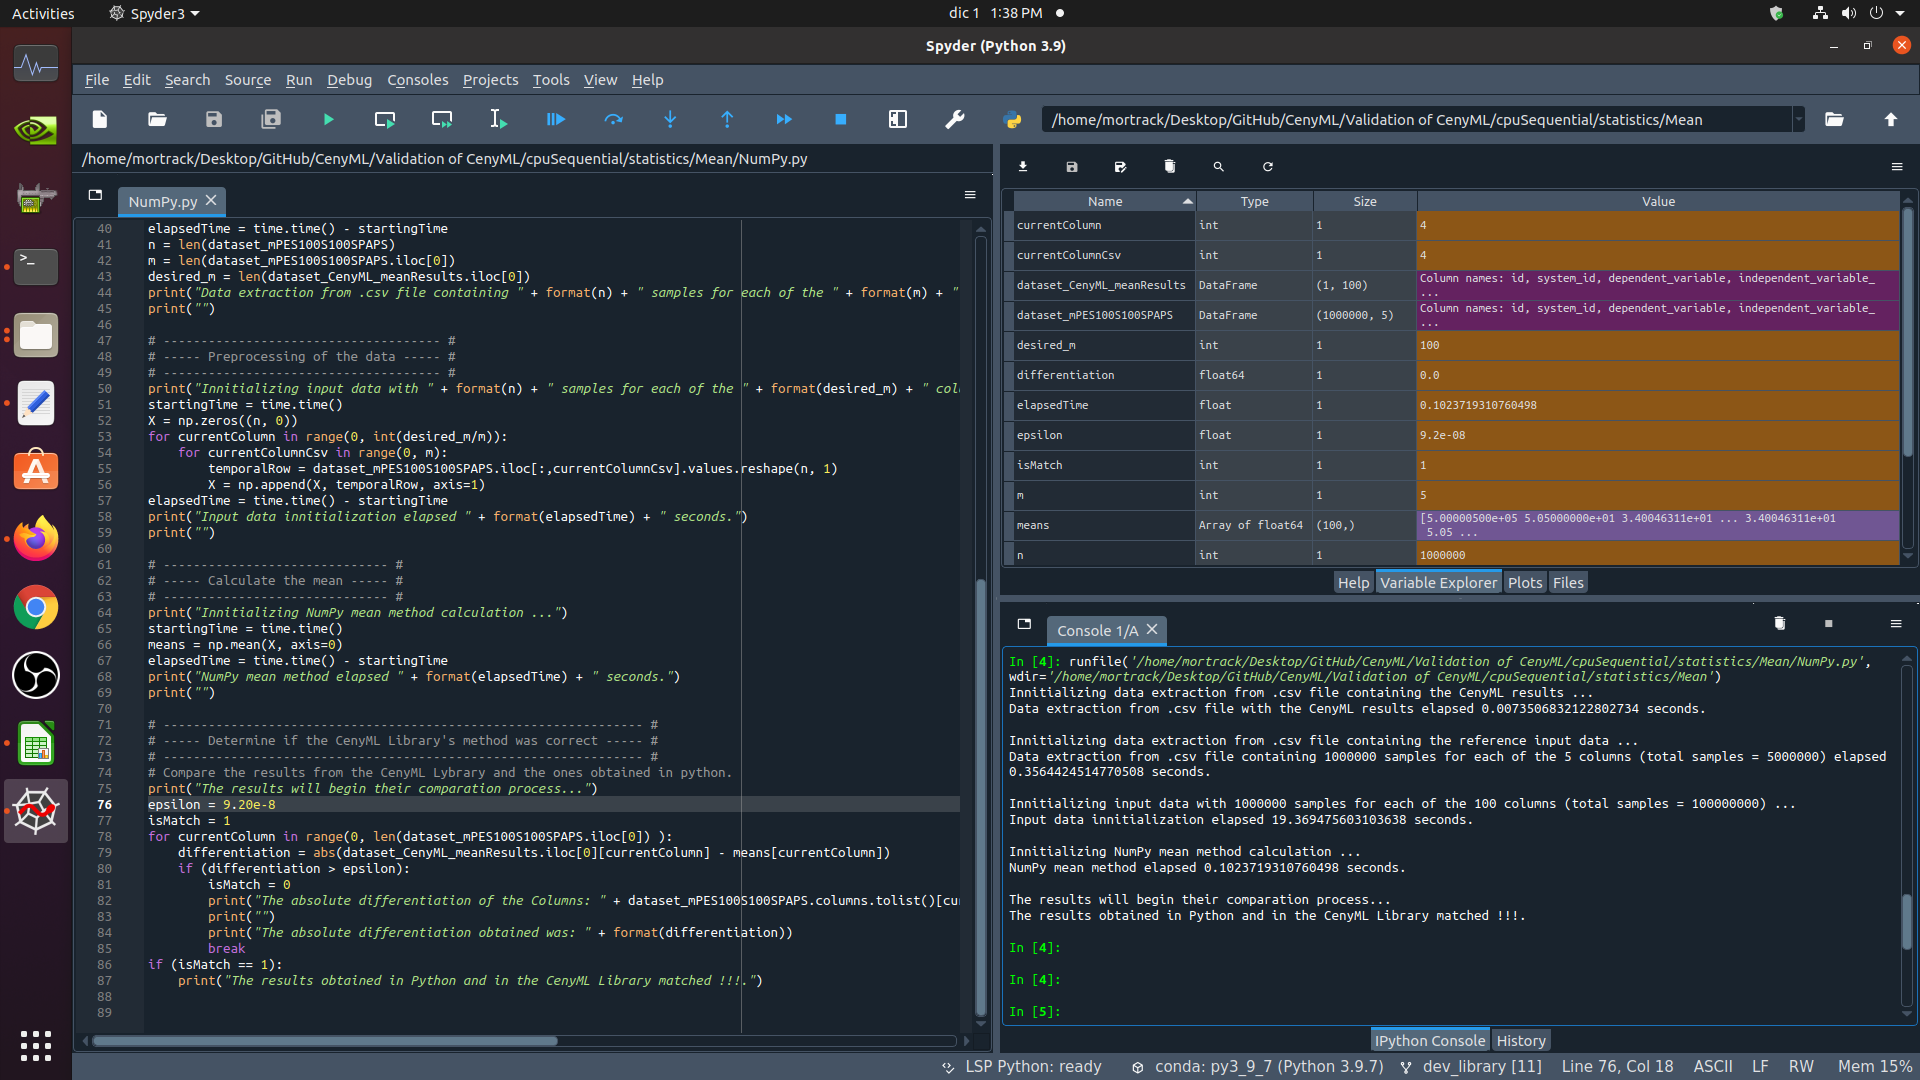 Activities
Spyder3
dic 1 1:38 PM
Spyder (Python 3.9)
File Edit Search Source Run Debug Consoles Projects Tools View Help
/home/mortrack/Desktop/GitHub/CenyML/Validation of CenyML/cpuSequential/statistics/Mean
/home/mortrack/Desktop/GitHub/CenyML/Validation of CenyML/cpuSequential/statistics/Mean/NumPy.py
NumPy.py
40 elapsedTime = time.time() - startingTime
41 n = len(dataset_mPES100S100SPAPS)
42 m = len(dataset_mPES100S100SPAPS.iloc[0])
43 desired_m = len(dataset_CenyML_meanResults.iloc[0])
44 print("Data extraction from .csv file containing " + format(n) + " samples for each of the " + format(m) + "
45 print("")
46
47 # ------------------------------------- #
48 # ----- Preprocessing of the data ----- #
49 # ------------------------------------- #
50 print("Innitializing input data with " + format(n) + " samples for each of the " + format(desired_m) + " col
51 startingTime = time.time()
52 X = np.zeros((n, 0))
53 for currentColumn in range(0, int(desired_m/m)):
54     for currentColumnCsv in range(0, m):
55         temporalRow = dataset_mPES100S100SPAPS.iloc[:,currentColumnCsv].values.reshape(n, 1)
56         X = np.append(X, temporalRow, axis=1)
57 elapsedTime = time.time() - startingTime
58 print("Input data innitialization elapsed " + format(elapsedTime) + " seconds.")
59 print("")
60
61 # ------------------------------ #
62 # ----- Calculate the mean ----- #
63 # ------------------------------ #
64 print("Innitializing NumPy mean method calculation ...")
65 startingTime = time.time()
66 means = np.mean(X, axis=0)
67 elapsedTime = time.time() - startingTime
68 print("NumPy mean method elapsed " + format(elapsedTime) + " seconds.")
69 print("")
70
71 # ---------------------------------------------------------------- #
72 # ----- Determine if the CenyML Library's method was correct ----- #
73 # ---------------------------------------------------------------- #
74 # Compare the results from the CenyML Lybrary and the ones obtained in python.
75 print("The results will begin their comparation process...")
76 epsilon = 9.20e-8
77 isMatch = 1
78 for currentColumn in range(0, len(dataset_mPES100S100SPAPS.iloc[0]) ):
79     differentiation = abs(dataset_CenyML_meanResults.iloc[0][currentColumn] - means[currentColumn])
80     if (differentiation > epsilon):
81         isMatch = 0
82         print("The absolute differentiation of the Columns: " + dataset_mPES100S100SPAPS.columns.tolist()[cu
83         print("")
84         print("The absolute differentiation obtained was: " + format(differentiation))
85         break
86 if (isMatch == 1):
87     print("The results obtained in Python and in the CenyML Library matched !!!.")
88
89
Name Type Size Value
currentColumn int 1 4
currentColumnCsv int 1 4
dataset_CenyML_meanResults DataFrame (1, 100) Column names: id, system_id, dependent_variable, independent_variable_
...
dataset_mPES100S100SPAPS DataFrame (1000000, 5) Column names: id, system_id, dependent_variable, independent_variable_
...
desired_m int 1 100
differentiation float64 1 0.0
elapsedTime float 1 0.1023719310760498
epsilon float 1 9.2e-08
isMatch int 1 1
m int 1 5
means Array of float64 (100,) [5.00000500e+05 5.05000000e+01 3.40046311e+01 ... 3.40046311e+01
5.05 ...
n int 1 1000000
Help Variable Explorer Plots Files
Console 1/A
In [4]: runfile('/home/mortrack/Desktop/GitHub/CenyML/Validation of CenyML/cpuSequential/statistics/Mean/NumPy.py',
wdir='/home/mortrack/Desktop/GitHub/CenyML/Validation of CenyML/cpuSequential/statistics/Mean')
Innitializing data extraction from .csv file containing the CenyML results ...
Data extraction from .csv file with the CenyML results elapsed 0.0073506832122802734 seconds.
Innitializing data extraction from .csv file containing the reference input data ...
Data extraction from .csv file containing 1000000 samples for each of the 5 columns (total samples = 5000000) elapsed
0.3564424514770508 seconds.
Innitializing input data with 1000000 samples for each of the 100 columns (total samples = 100000000) ...
Input data innitialization elapsed 19.369475603103638 seconds.
Innitializing NumPy mean method calculation ...
NumPy mean method elapsed 0.1023719310760498 seconds.
The results will begin their comparation process...
The results obtained in Python and in the CenyML Library matched !!!.
In [4]:
In [4]:
In [5]:
IPython Console History
LSP Python: ready conda: py3_9_7 (Python 3.9.7) dev_library [11] Line 76, Col 18 ASCII LF RW Mem 15%